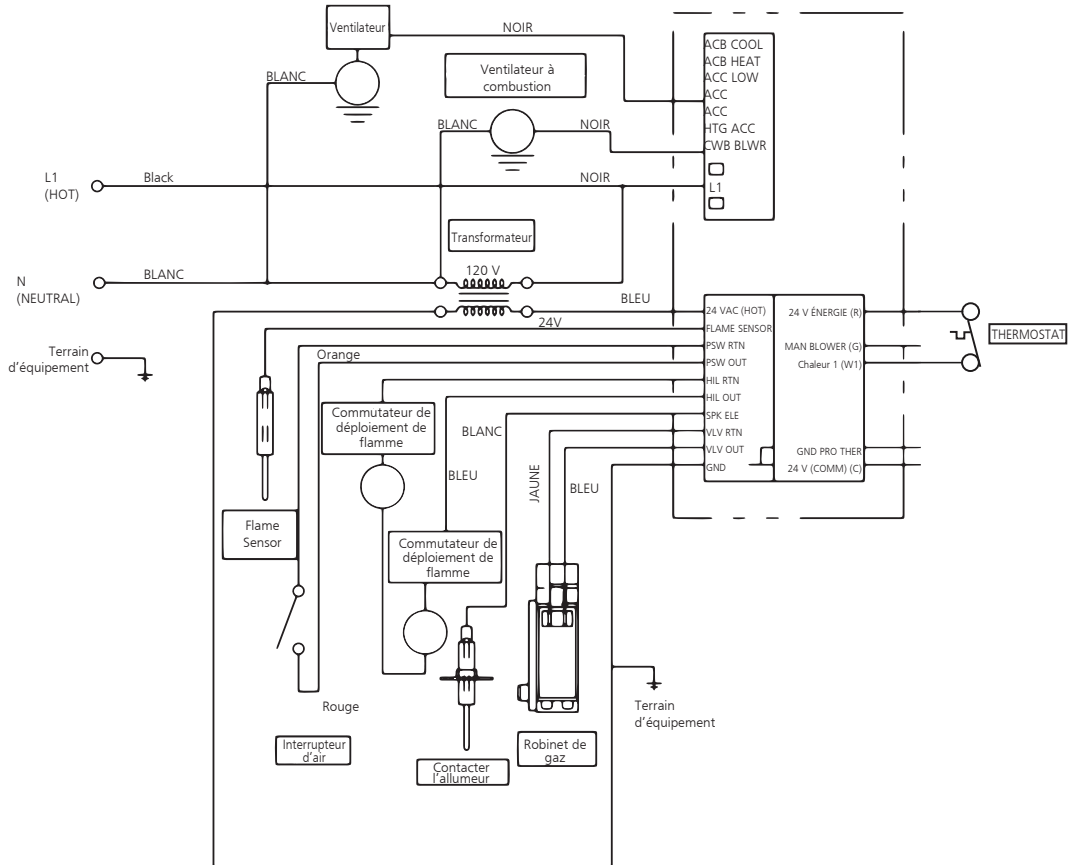 Ventilateur
NOIR
BLANC
Ventilateur à
combustion
BLANC
NOIR
ACB COOL
ACB HEAT
ACC LOW
ACC
ACC
HTG ACC
CWB BLWR
L1
L1
(HOT)
Black
NOIR
Transformateur
N
(NEUTRAL)
BLANC
120 V
BLEU
24V
Terrain
d'équipement
Orange
24 VAC (HOT)
FLAME SENSOR
PSW RTN
PSW OUT
HIL RTN
HIL OUT
SPK ELE
VLV RTN
VLV OUT
GND
24 V ÉNERGIE (R)
MAN BLOWER (G)
Chaleur 1 (W1)
GND PRO THER
24 V (COMM) (C)
THERMOSTAT
Commutateur de
déploiement de
flamme
BLANC
BLEU
JAUNE
BLEU
Flame
Sensor
Commutateur de
déploiement de
flamme
Rouge
Interrupteur
d'air
Contacter
l'allumeur
Robinet de
gaz
Terrain
d'équipement